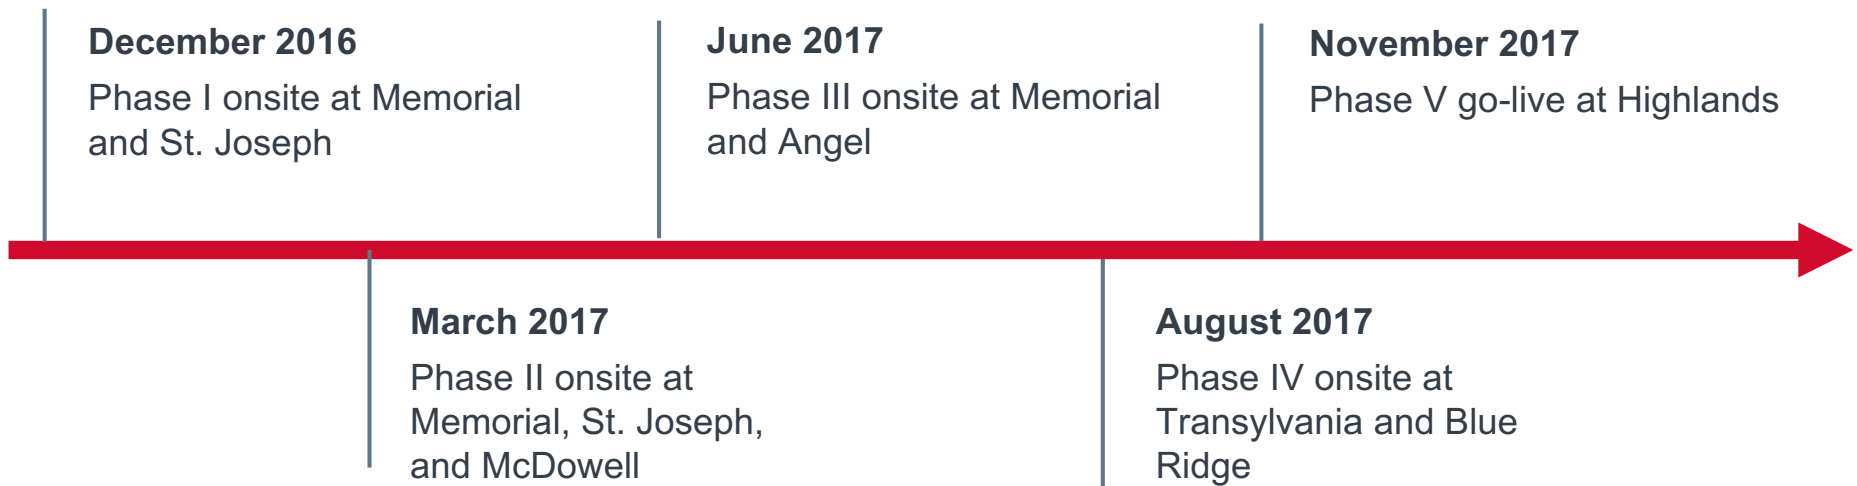 December 2016
Phase I onsite at Memorial
and St. Joseph
June 2017
Phase III onsite at Memorial
and Angel
November 2017
Phase V go-live at Highlands
March 2017
Phase II onsite at
Memorial, St. Joseph,
and McDowell
August 2017
Phase IV onsite at
Transylvania and Blue
Ridge